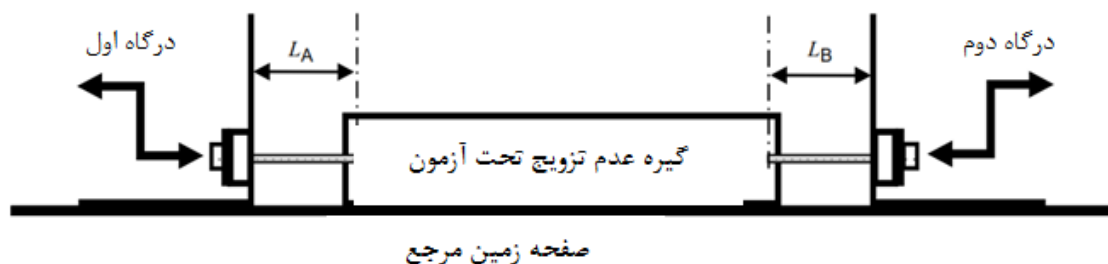 درگاه اول
L_A
L_B
درگاه دوم
گیره عدم تزویج تحت آزمون
صفحه زمین مرجع